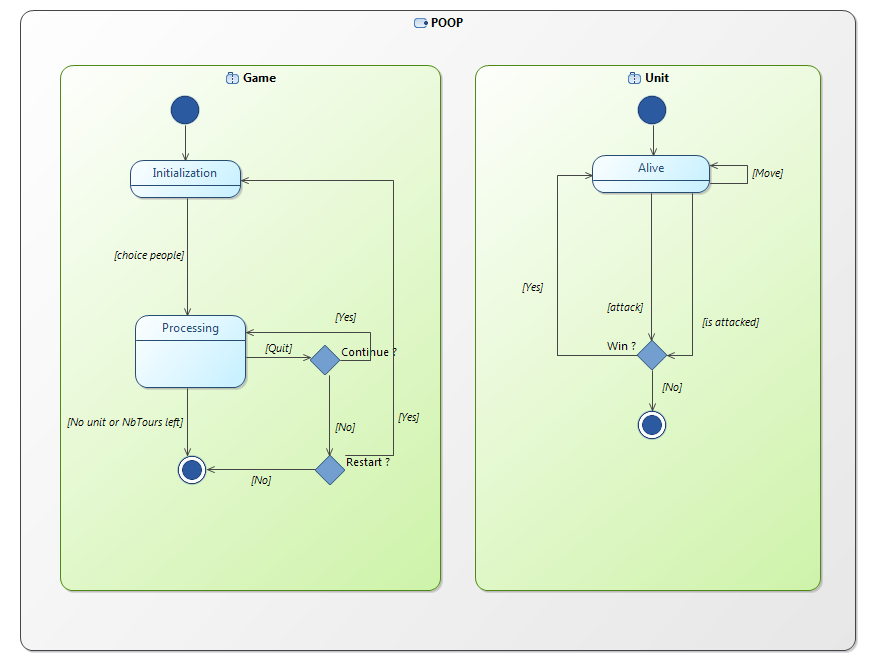 POOP
Game
Initialization
[choice people]
Processing
[Yes]
[Quit]
Continue ?
[No unit or NbTours left]
[No]
[Yes]
Restart ?
[No]
Unit
Alive
[Move]
[Yes]
[attack]
[is attacked]
Win ?
[No]